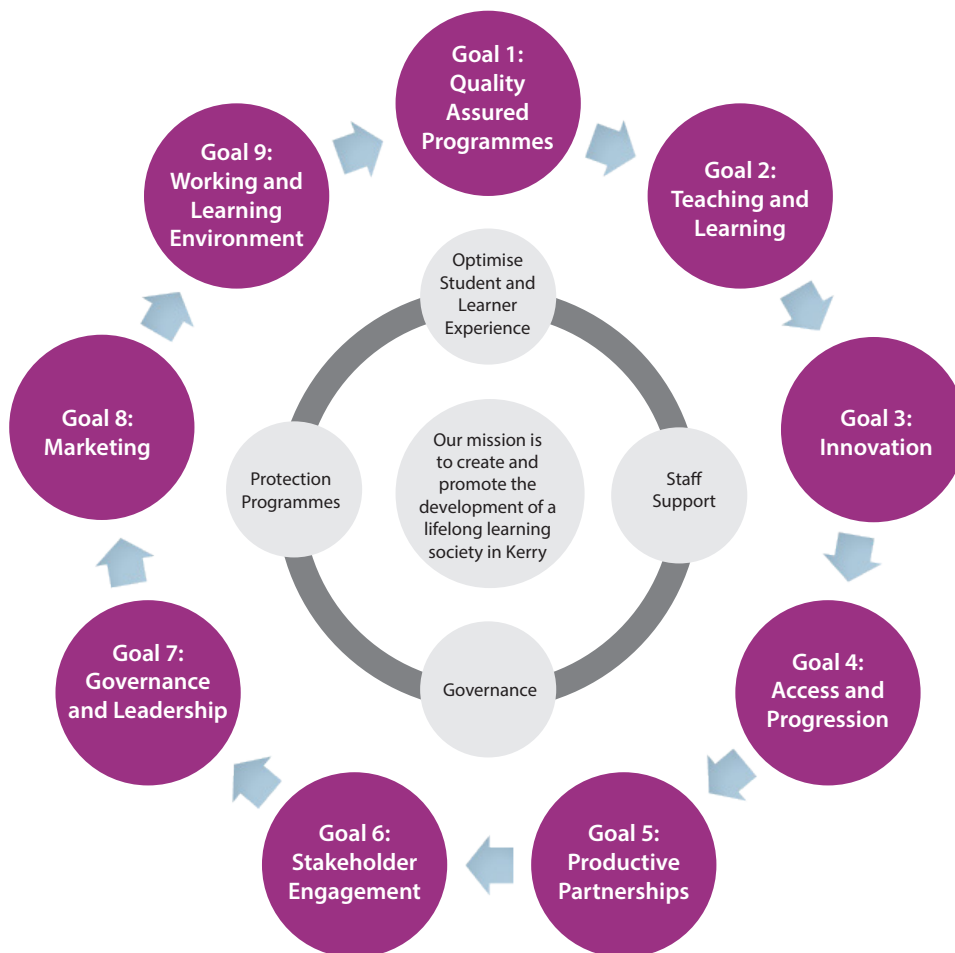 Goal 1:
Quality
Assured
Programmes
Goal 2:
Teaching and
Learning
Goal 3:
Innovation
Goal 4:
Access and
Progression
Goal 5:
Productive
Partnerships
Goal 6:
Stakeholder
Engagement
Goal 7:
Governance
and Leadership
Goal 8:
Marketing
Goal 9:
Working and
Learning
Environment
Optimise
Student and
Learner
Experience
Staff
Support
Governance
Protection
Programmes
Our mission is
to create and
promote the
development of a
lifelong learning
society in Kerry